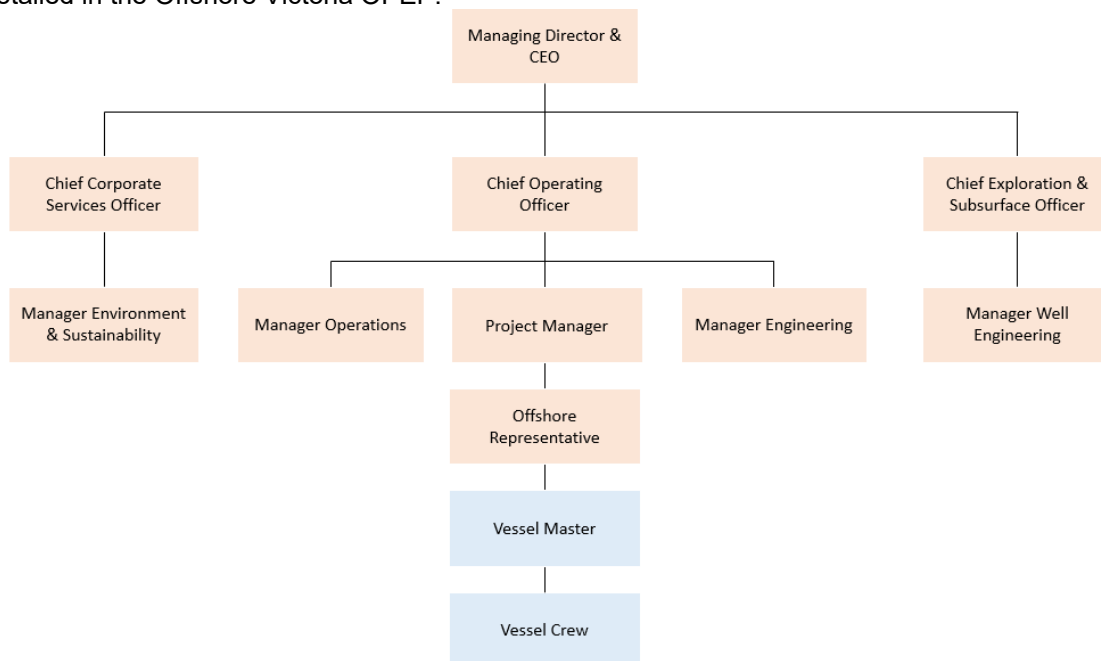 in the Offshore Victoria OPEP.
Managing Director &
CEO
Chief Corporate
Services Officer
Chief Operating
Officer
Chief Exploration &
Subsurface Officer
Manager Environment
& Sustainability
Manager Operations
Project Manager
Manager Engineering
Manager Well
Engineering
Offshore
Representative
Vessel Master
Vessel Crew